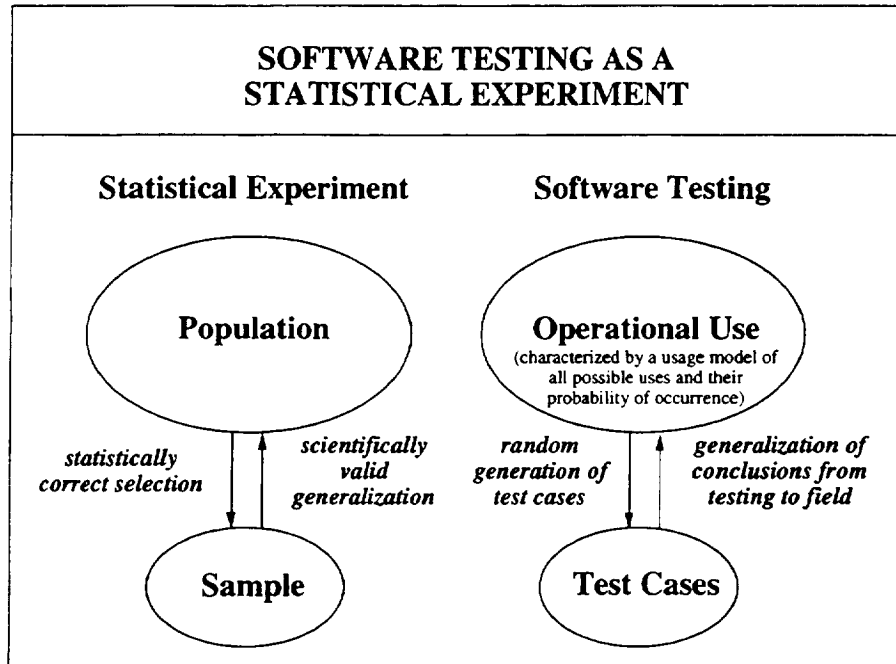 SOFTWARE TESTING AS A
STATISTICAL EXPERIMENT
Statistical Experiment
Population
statistically
correct selection
scientifically
valid
generalization
Sample
Software Testing
Operational Use
(characterized by a usage model of
all possible uses and their
probability of occurrence)
random
generation of
test cases
generalization of
conclusions from
testing to field
Test Cases